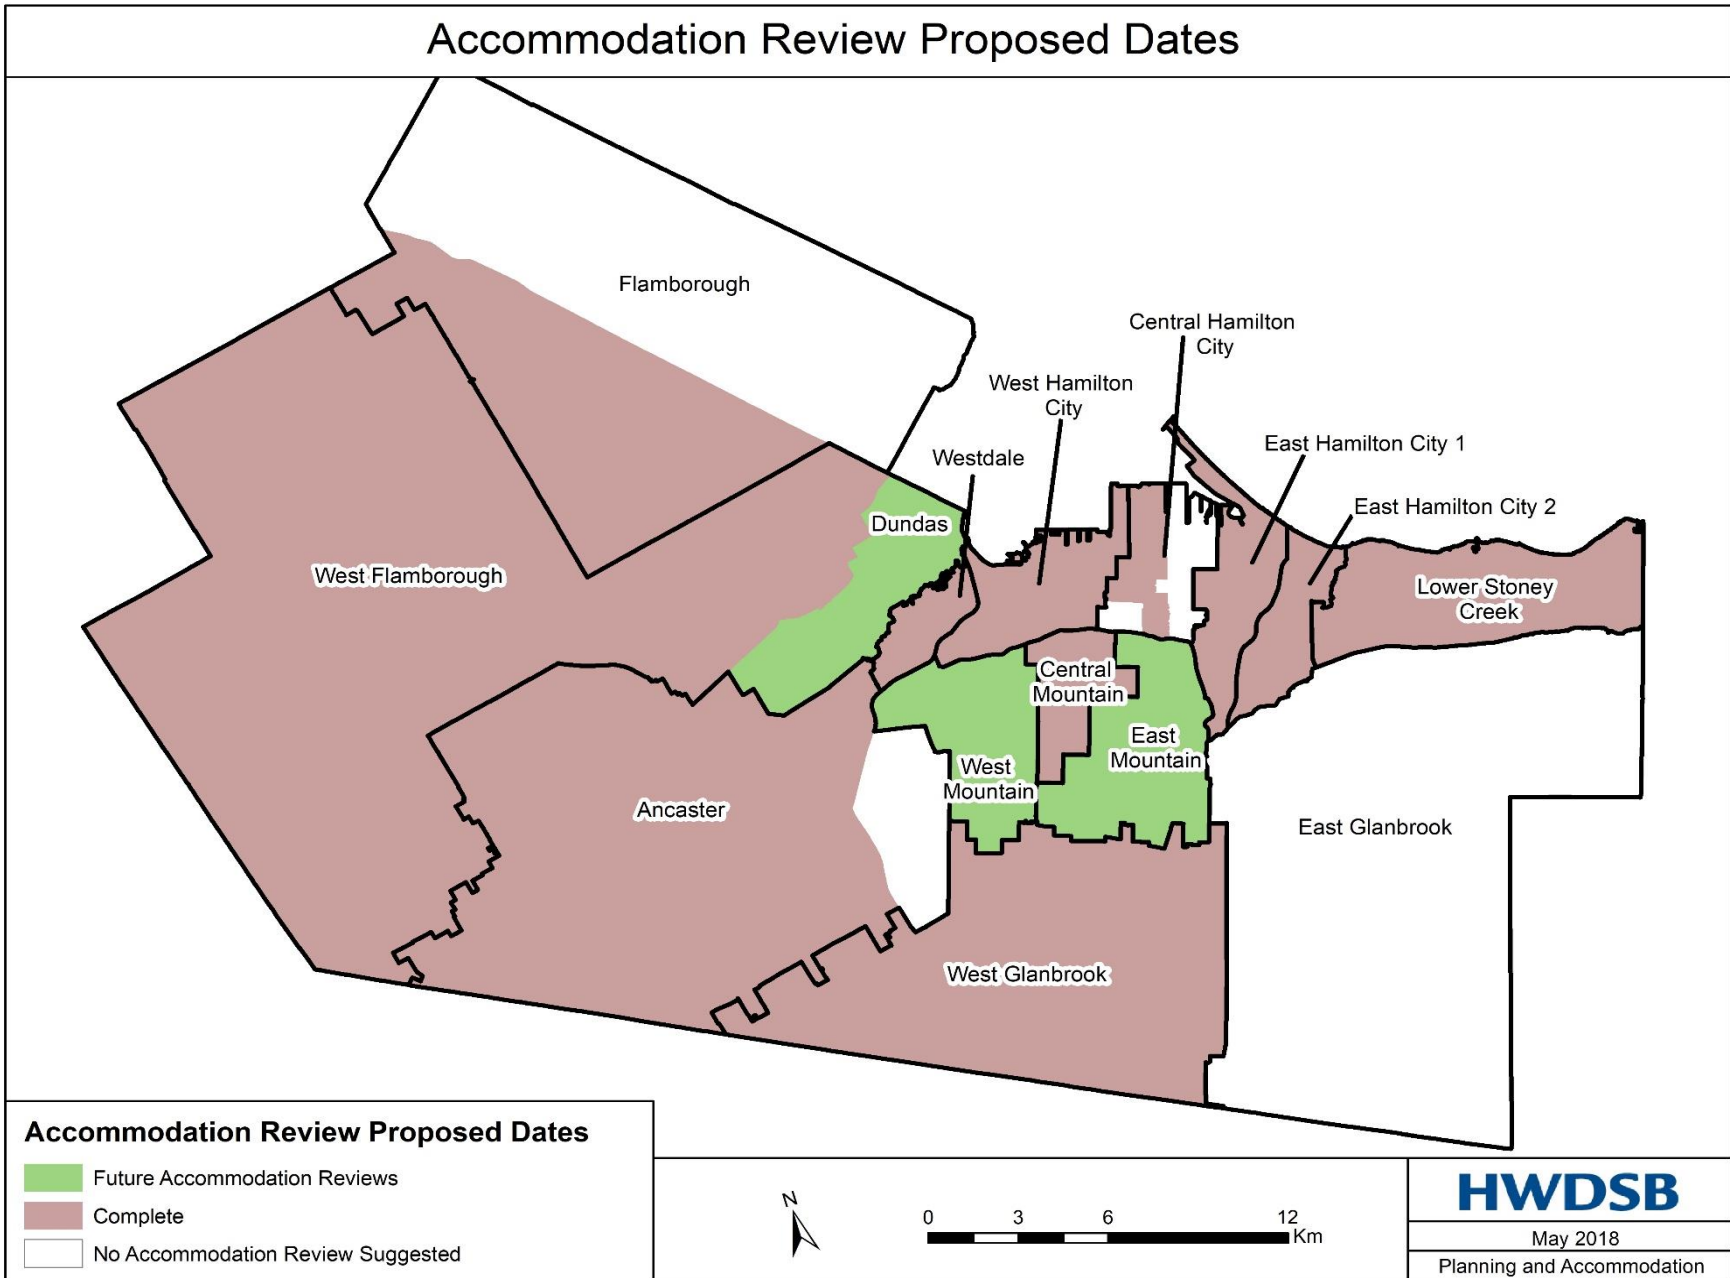 Accommodation Review Proposed Dates
Flamborough
Central Hamilton
City
West Hamilton
City
East Hamilton City 1
Westdale
East Hamilton City 2
Dundas
West Flamborough
Lower Stoney
Creek
Central
Mountain
East
Mountain
West
Mountain
Ancaster
East Glanbrook
West Glanbrook
Accommodation Review Proposed Dates
Future Accommodation Reviews
Complete
No Accommodation Review Suggested
N
0 3 6 12
Km
HWDSB
May 2018
Planning and Accommodation